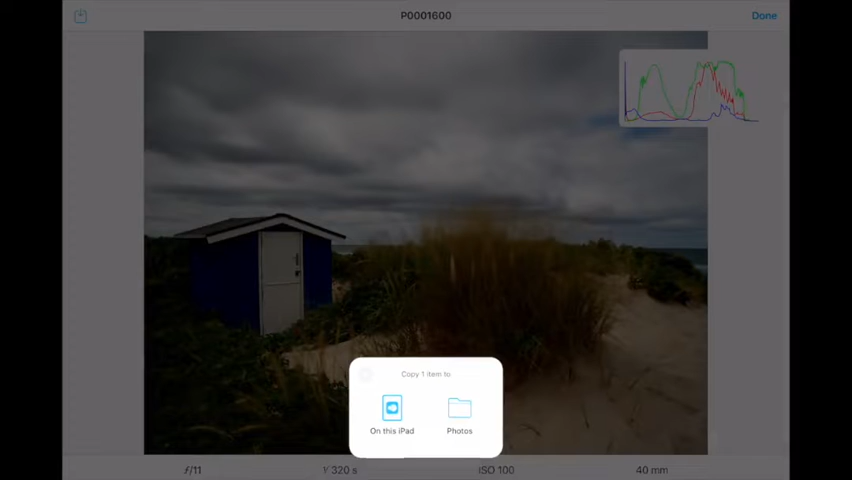 P0001600
Done
Copy 1 item to
On this iPad
Photos
f/11
1/320 s
ISO 100
40 mm